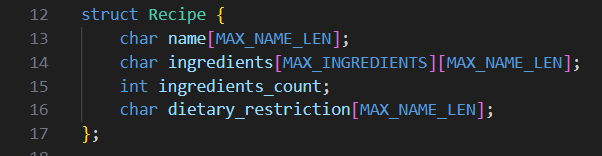 12 struct Recipe {
13 char name[MAX_NAME_LEN];
14 char ingredients[MAX_INGREDIENTS][MAX_NAME_LEN];
15 int ingredients_count;
16 char dietary_restriction[MAX_NAME_LEN];
17 };